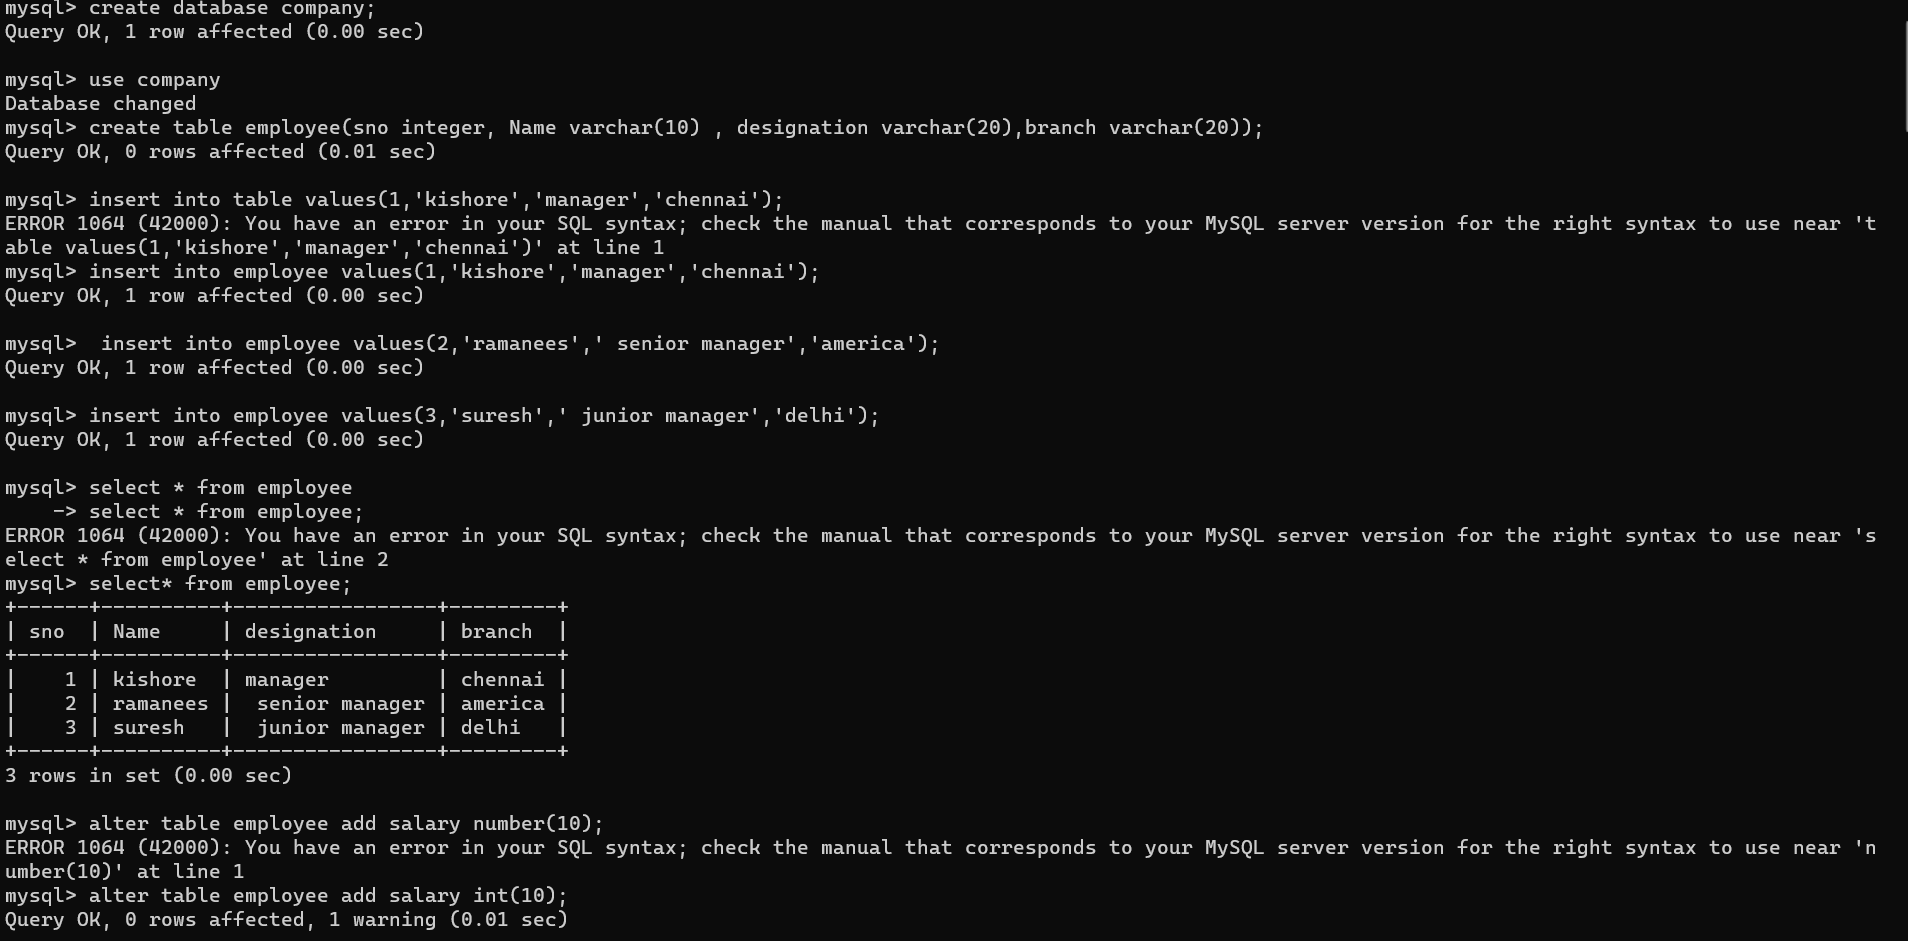 mysql> create database company;
Query OK, 1 row affected (0.00 sec)

mysql> use company
Database changed
mysql> create table employee(sno integer, Name varchar(10) , designation varchar(20),branch varchar(20));
Query OK, 0 rows affected (0.01 sec)

mysql> insert into table values(1,'kishore','manager','chennai');
ERROR 1064 (42000): You have an error in your SQL syntax; check the manual that corresponds to your MySQL server version for the right syntax to use near 't
able values(1,'kishore','manager','chennai')' at line 1
mysql> insert into employee values(1,'kishore','manager','chennai');
Query OK, 1 row affected (0.00 sec)

mysql>  insert into employee values(2,'ramanees',' senior manager','america');
Query OK, 1 row affected (0.00 sec)

mysql> insert into employee values(3,'suresh',' junior manager','delhi');
Query OK, 1 row affected (0.00 sec)

mysql> select * from employee
    -> select * from employee;
ERROR 1064 (42000): You have an error in your SQL syntax; check the manual that corresponds to your MySQL server version for the right syntax to use near 's
elect * from employee' at line 2
mysql> select* from employee;
+------+----------+-----------------+---------+
| sno  | Name     | designation     | branch  |
+------+----------+-----------------+---------+
|    1 | kishore  | manager         | chennai |
|    2 | ramanees |  senior manager | america |
|    3 | suresh   |  junior manager | delhi   |
+------+----------+-----------------+---------+
3 rows in set (0.00 sec)

mysql> alter table employee add salary number(10);
ERROR 1064 (42000): You have an error in your SQL syntax; check the manual that corresponds to your MySQL server version for the right syntax to use near 'n
umber(10)' at line 1
mysql> alter table employee add salary int(10);
Query OK, 0 rows affected, 1 warning (0.01 sec)